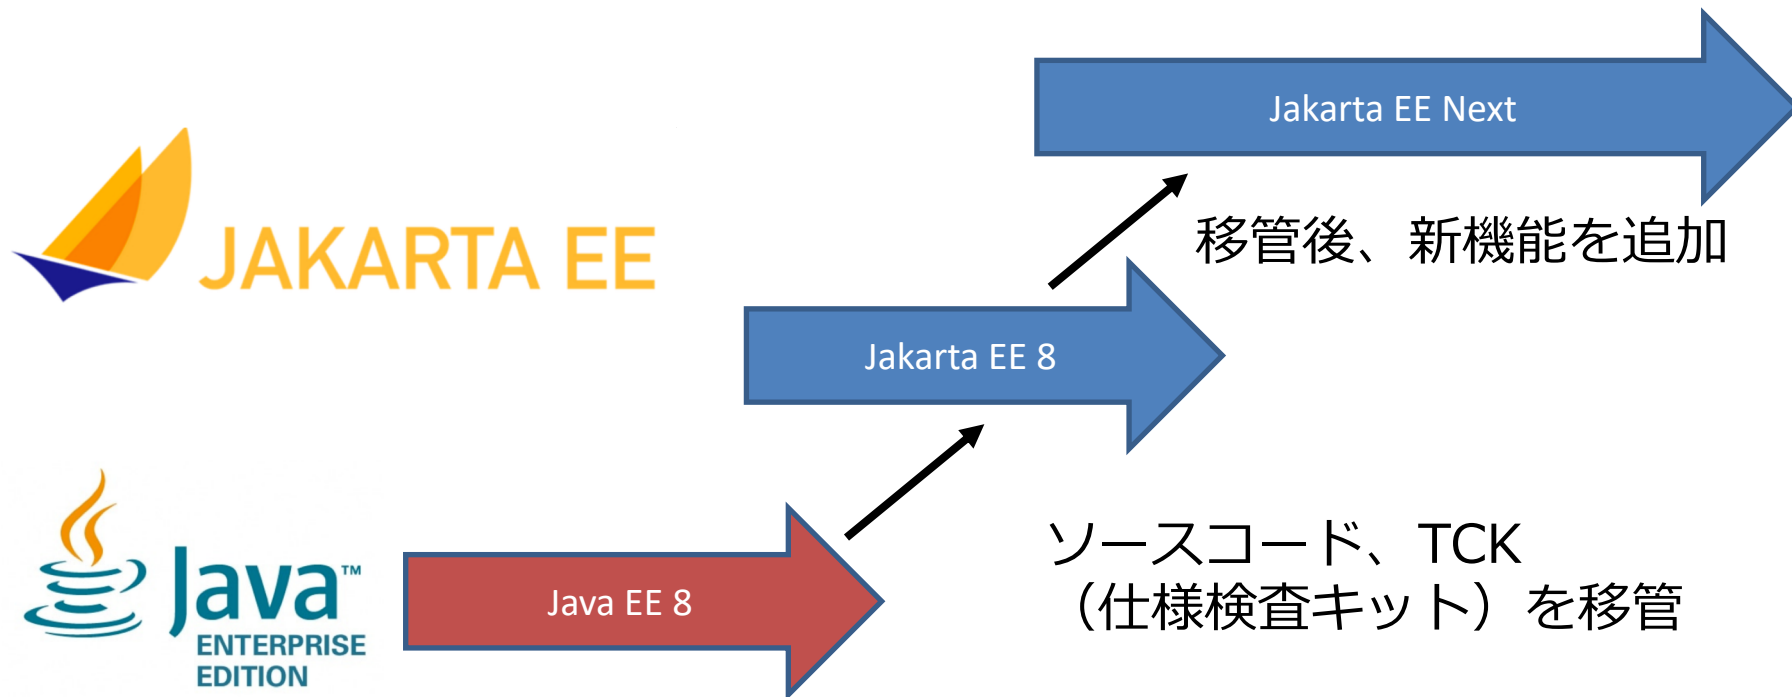 Jakarta EE Next
移管後、新機能を追加
JAKARTA EE
Jakarta EE 8
ソースコード、TCK
（仕様検査キット）を移管
Java™
ENTERPRISE
EDITION
Java EE 8